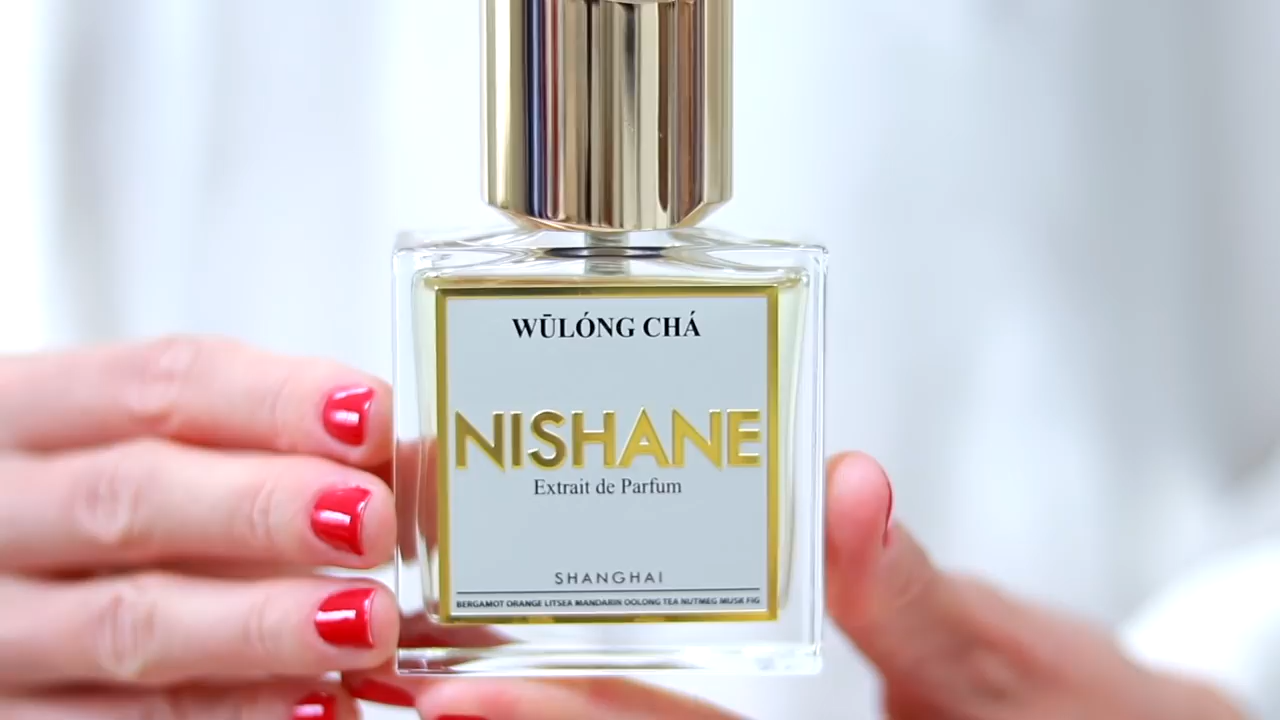 WŪLÓNG CHÁ
NISHANE
Extrait de Parfum
SHANGHAI
BERGAMOT ORANGE LITSEA MANDARIN OOLONG TEA NUTMEG MUSK FIG